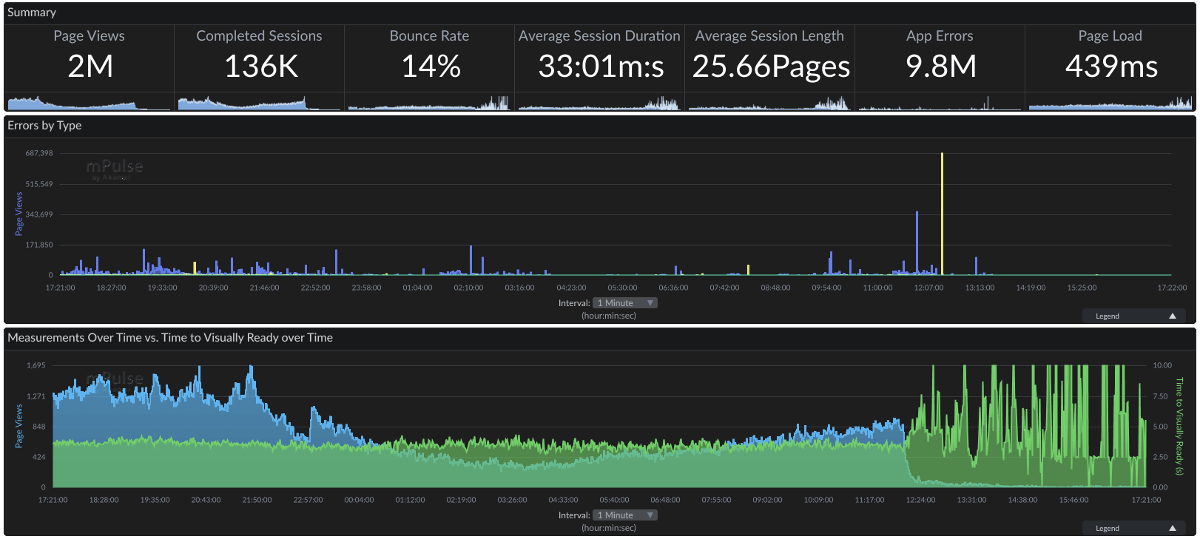 Summary
Page Views Completed Sessions Bounce Rate Average Session Duration Average Session Length App Errors Page Load
2M 136K 14% 33:01m:s 25.66Pages 9.8M 439ms
Errors by Type
mPulse
by Akamai
Page Views
687,398
515,549
343,699
171,850
0
17:21:00 18:27:00 19:33:00 20:39:00 21:46:00 22:52:00 23:58:00 01:04:00 02:10:00 03:16:00 04:23:00 05:30:00 06:36:00 07:42:00 08:48:00 09:54:00 11:00:00 12:07:00 13:13:00 14:19:00 15:25:00 17:22:00
Interval: 1 Minute
(hour:min:sec)
Legend
Measurements Over Time vs. Time to Visually Ready over Time
mPulse
Page Views
1,695 10.00
1,271 7.50
848 5.00
424 2.50
0 0.00
Time to Visually Ready (s)
17:21:00 18:28:00 19:35:00 20:43:00 21:50:00 22:57:00 00:04:00 01:12:00 02:19:00 03:26:00 04:33:00 05:40:00 06:48:00 07:55:00 09:02:00 10:09:00 11:17:00 12:24:00 13:31:00 14:38:00 15:46:00 17:21:00
Interval: 1 Minute
(hour:min:sec)
Legend